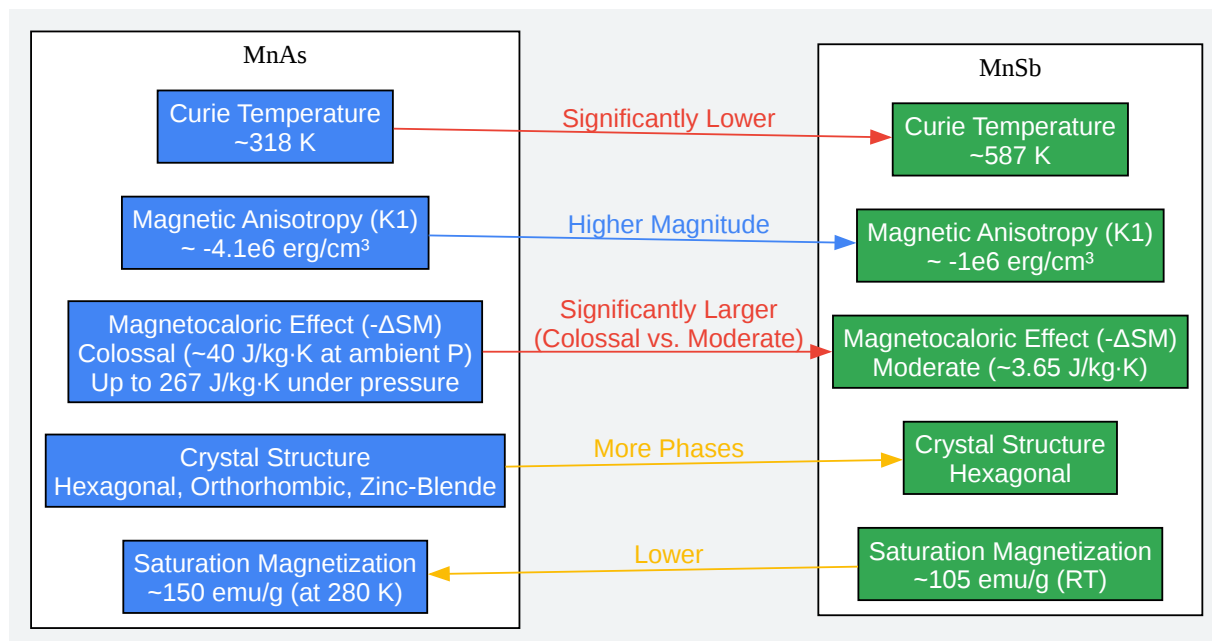 MnAs
MnSb
Curie Temperature
~318 K
Significantly Lower
Curie Temperature
~587 K
Magnetic Anisotropy (K1)
~ -4.1e6 erg/cm³
Higher Magnitude
Magnetic Anisotropy (K1)
~ -1e6 erg/cm³
Magnetocaloric Effect (-ΔSM)
Colossal (~40 J/kg·K at ambient P)
Up to 267 J/kg·K under pressure
Significantly Larger
(Colossal vs. Moderate)
Magnetocaloric Effect (-ΔSM)
Moderate (~3.65 J/kg·K)
Crystal Structure
Hexagonal, Orthorhombic, Zinc-Blende
More Phases
Crystal Structure
Hexagonal
Saturation Magnetization
~150 emu/g (at 280 K)
Lower
Saturation Magnetization
~105 emu/g (RT)